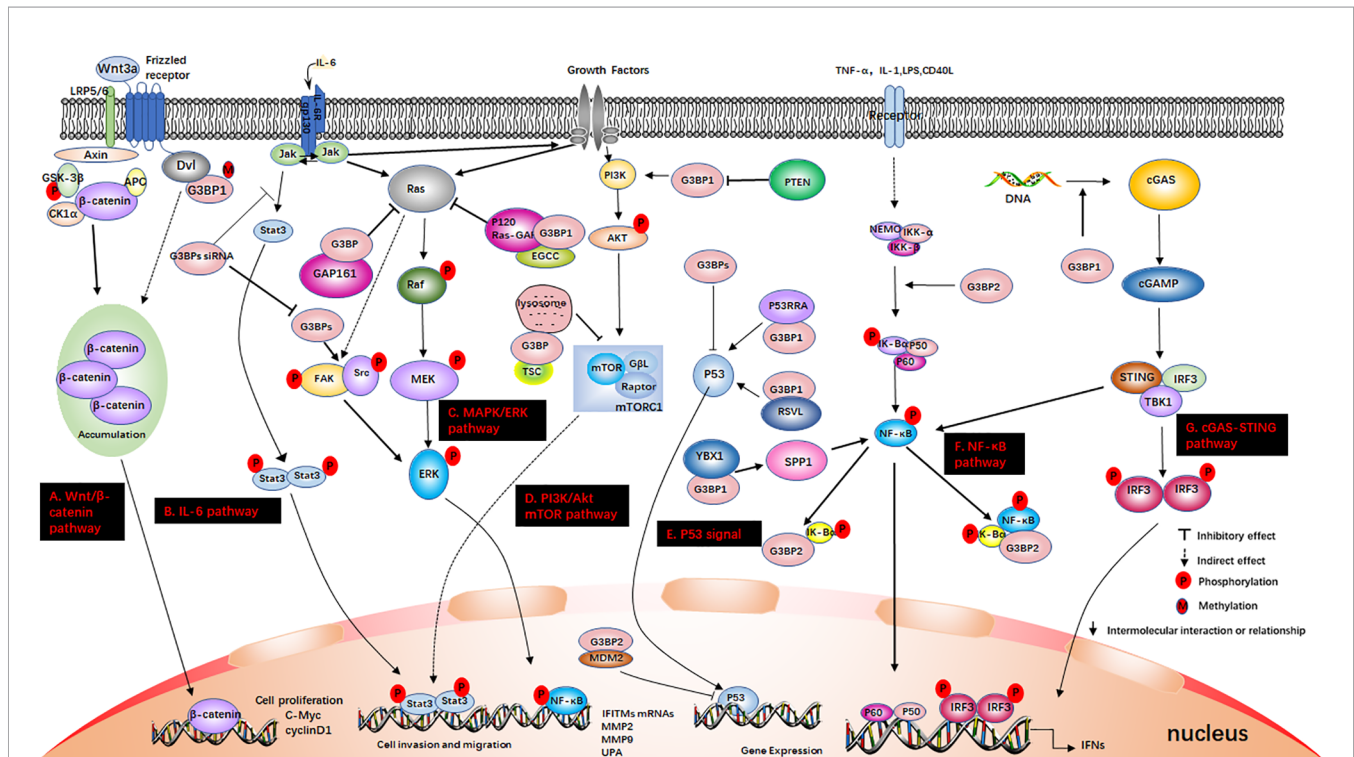 Wnt3a
Frizzled
receptor
LRP5/6
IL-6
IL-6R
gp130
Growth Factors
TNF-α, IL-1,LPS,CD40L
Receptor
Axin
GSK-3β
P
APC
β-catenin
CK1α
Dvl
M
G3BP1
Jak
Jak
Stat3
G3BPs siRNA
Ras
G3BP
GAP161
P120
Ras-GAP
G3BP1
EGCC
PI3K
G3BP1
PTEN
AKT
P
DNA
cGAS
NEMO
IKK-α
IKK-β
G3BP1
G3BP2
cGAMP
Raf
P
G3BPs
lysosome
G3BP
TSC
G3BPs
P53RRA
G3BP1
P53
G3BP1
RSVL
P
IK-Bα
P50
P60
β-catenin
β-catenin
β-catenin
Accumulation
P
FAK
Src
P
MEK
P
mTOR
GβL
Raptor
mTORC1
STING
IRF3
TBK1
C. MAPK/ERK
pathway
G. cGAS-STING
pathway
F. NF-κB
pathway
NF-κB
P
YBX1
G3BP1
SPP1
ERK
P
P
Stat3
Stat3
P
A. Wnt/β-
catenin
pathway
B. IL-6 pathway
D. PI3K/Akt
mTOR pathway
E. P53 signal
IK-Bα
P
G3BP2
P
NF-κB
P
IK-Bα
G3BP2
P
IRF3
IRF3
P
Inhibitory effect
Indirect effect
P
Phosphorylation
M
Methylation
Intermolecular interaction or relationship
G3BP2
MDM2
β-catenin
Cell proliferation
C-Myc
cyclinD1
P
Stat3
Stat3
P
P
NF-κB
Cell invasion and migration
IFITMs mRNAs
MMP2
MMP9
UPA
P53
Gene Expression
P60
P50
P
IRF3
IRF3
P
IFNs
nucleus